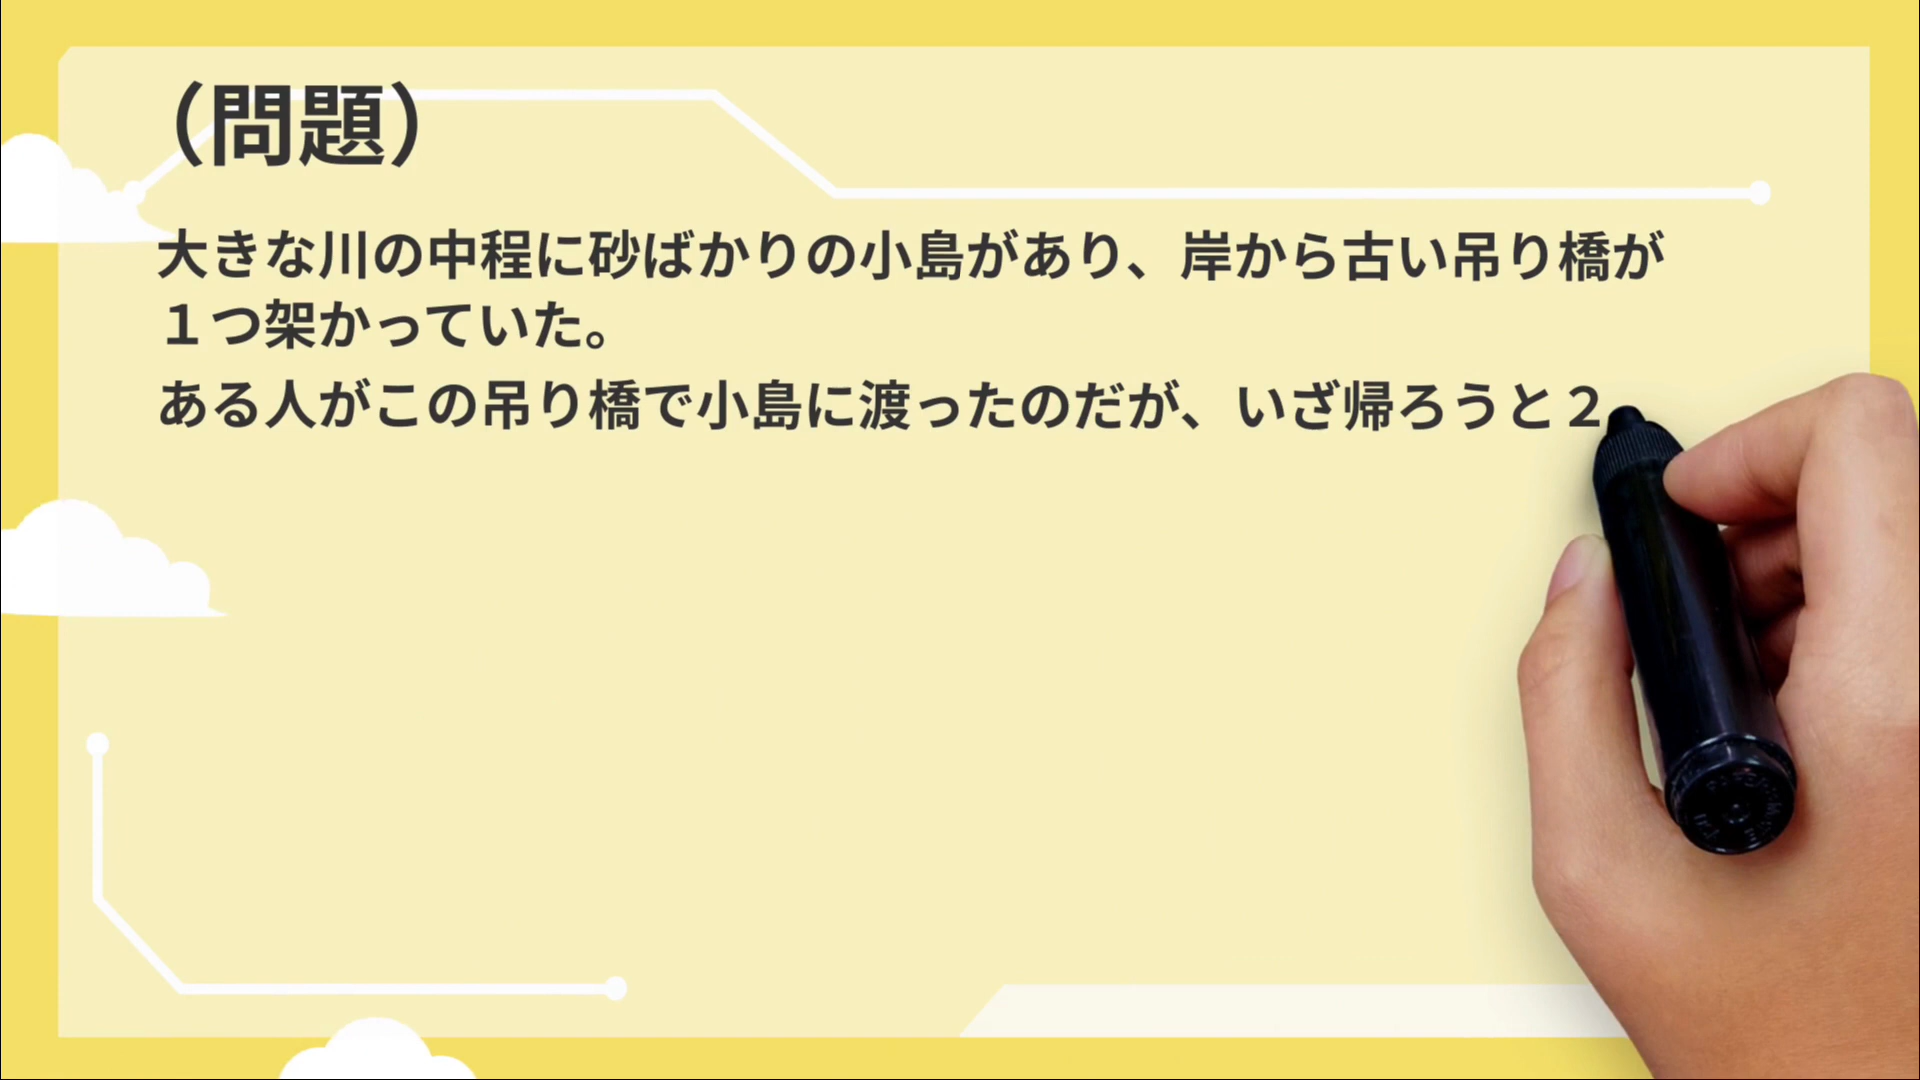 （問題）
大きな川の中程に砂ばかりの小島があり、岸から古い吊り橋が
１つ架かっていた。
ある人がこの吊り橋で小島に渡ったのだが、いざ帰ろうと２